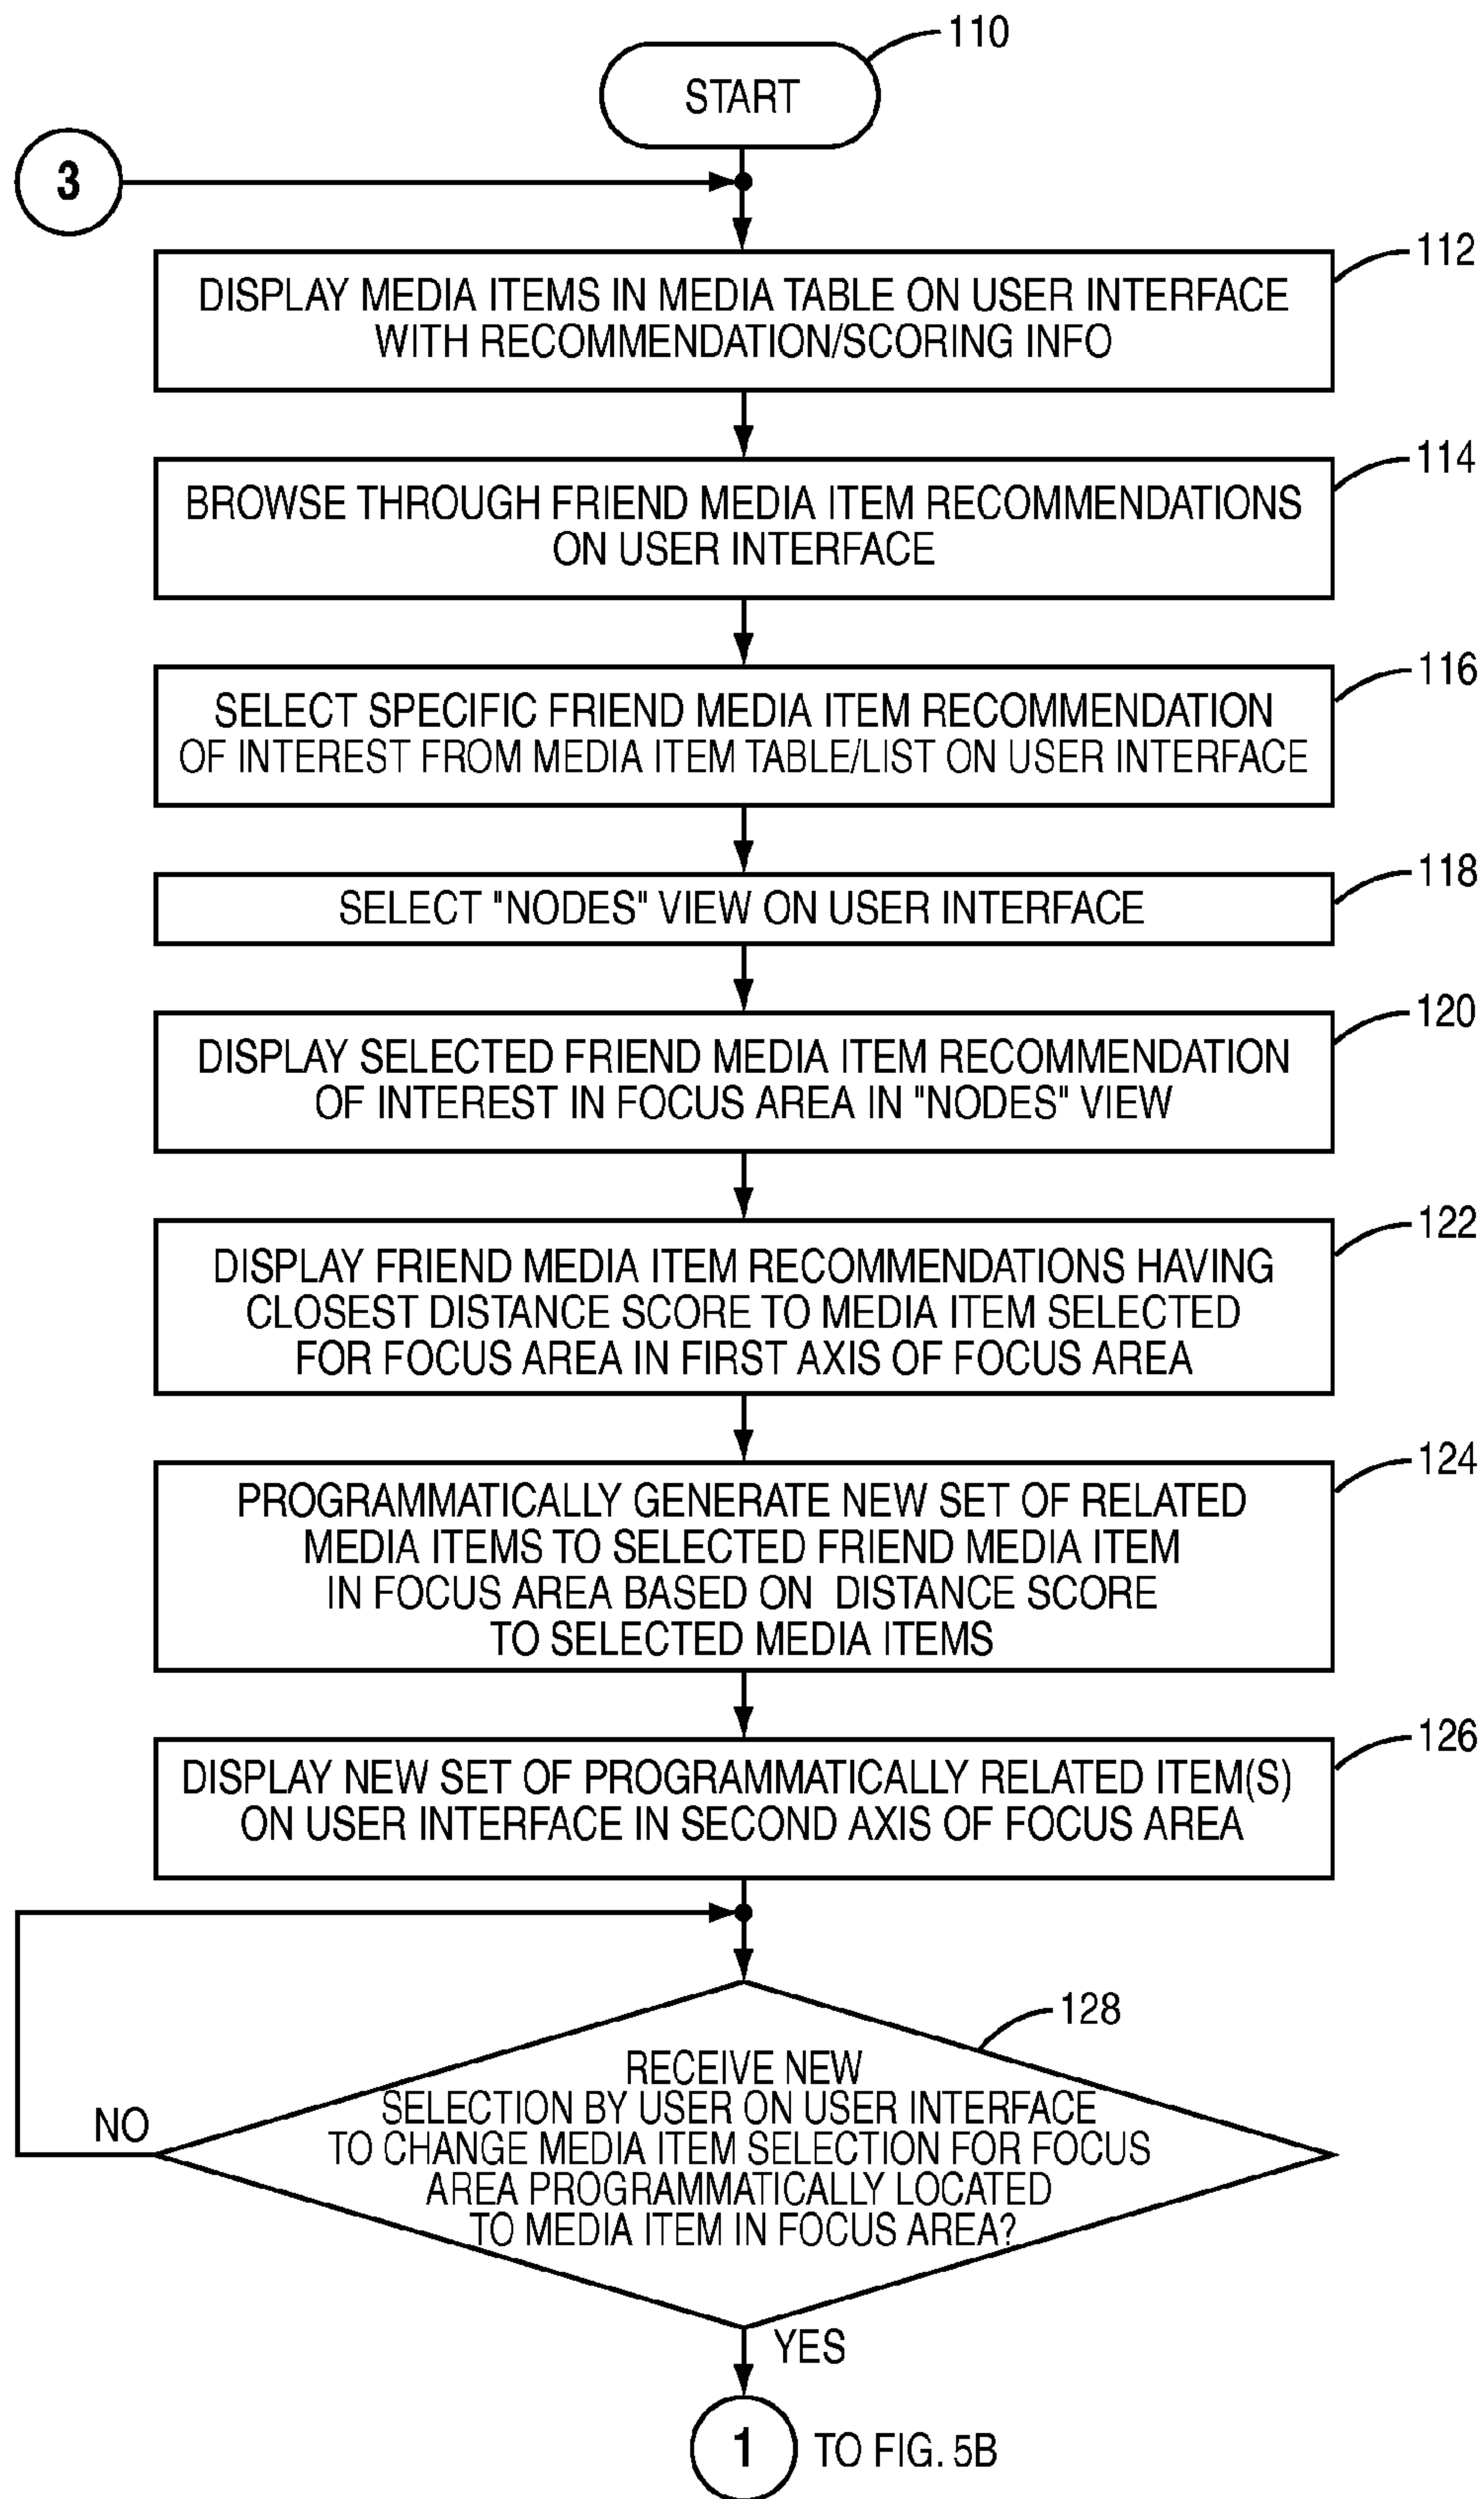 110
START
3
112
DISPLAY MEDIA ITEMS IN MEDIA TABLE ON USER INTERFACE
WITH RECOMMENDATION/SCORING INFO
114
BROWSE THROUGH FRIEND MEDIA ITEM RECOMMENDATIONS
ON USER INTERFACE
116
SELECT SPECIFIC FRIEND MEDIA ITEM RECOMMENDATION
OF INTEREST FROM MEDIA ITEM TABLE/LIST ON USER INTERFACE
118
SELECT "NODES" VIEW ON USER INTERFACE
120
DISPLAY SELECTED FRIEND MEDIA ITEM RECOMMENDATION
OF INTEREST IN FOCUS AREA IN "NODES" VIEW
122
DISPLAY FRIEND MEDIA ITEM RECOMMENDATIONS HAVING
CLOSEST DISTANCE SCORE TO MEDIA ITEM SELECTED
FOR FOCUS AREA IN FIRST AXIS OF FOCUS AREA
124
PROGRAMMATICALLY GENERATE NEW SET OF RELATED
MEDIA ITEMS TO SELECTED FRIEND MEDIA ITEM
IN FOCUS AREA BASED ON DISTANCE SCORE
TO SELECTED MEDIA ITEMS
126
DISPLAY NEW SET OF PROGRAMMATICALLY RELATED ITEM(S)
ON USER INTERFACE IN SECOND AXIS OF FOCUS AREA
128
RECEIVE NEW
SELECTION BY USER ON USER INTERFACE
TO CHANGE MEDIA ITEM SELECTION FOR FOCUS
AREA PROGRAMMATICALLY LOCATED
TO MEDIA ITEM IN FOCUS AREA?
NO
YES
1
TO FIG. 5B